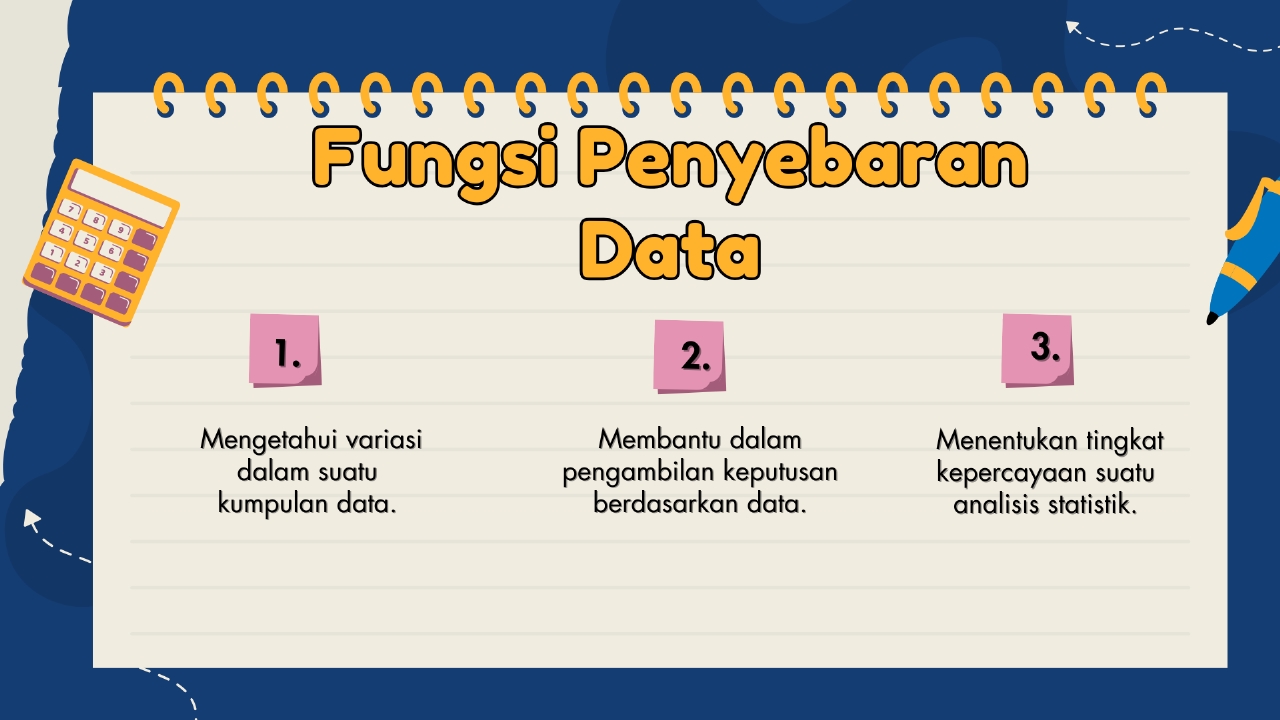 Fungsi Penyebaran
Data
1.
Mengetahui variasi
dalam suatu
kumpulan data.
2.
Membantu dalam
pengambilan keputusan
berdasarkan data.
3.
Menentukan tingkat
kepercayaan suatu
analisis statistik.
7 8 9
4 5 6
1 2 3